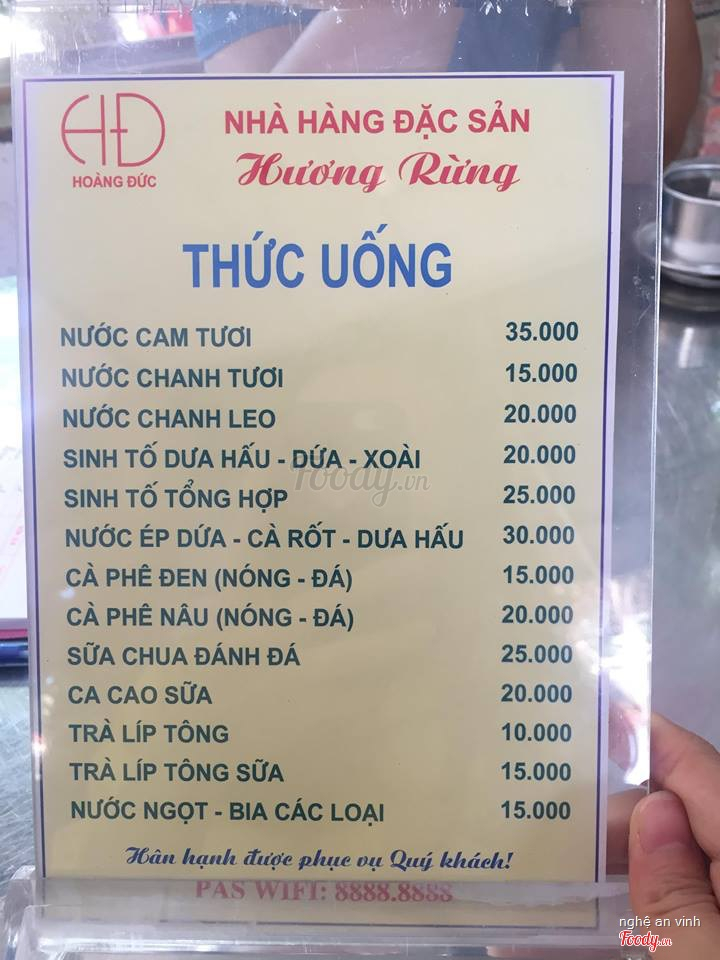 HĐ
HOÀNG ĐỨC
NHÀ HÀNG ĐẶC SẢN
Hương Rừng
THỨC UỐNG
NƯỚC CAM TƯƠI 35.000
NƯỚC CHANH TƯƠI 15.000
NƯỚC CHANH LEO 20.000
SINH TỐ DƯA HẤU - DỨA - XOÀI 20.000
SINH TỐ TỔNG HỢP 25.000
NƯỚC ÉP DỨA - CÀ RỐT - DƯA HẤU 30.000
CÀ PHÊ ĐEN (NÓNG - ĐÁ) 15.000
CÀ PHÊ NÂU (NÓNG - ĐÁ) 20.000
SỮA CHUA ĐÁNH ĐÁ 25.000
CA CAO SỮA 20.000
TRÀ LÍP TÔNG 10.000
TRÀ LÍP TÔNG SỮA 15.000
NƯỚC NGỌT - BIA CÁC LOẠI 15.000
Hân hạnh được phục vụ Quý khách!
PAS WIFI: 8888.8888
Foody.vn
nghệ an vinh
Foody.vn